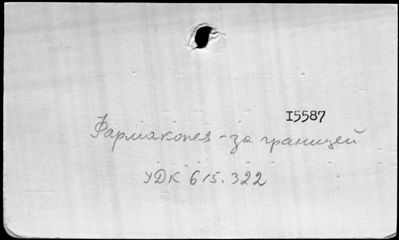 I5587
Фармакопея - за границей
УДК 615.322